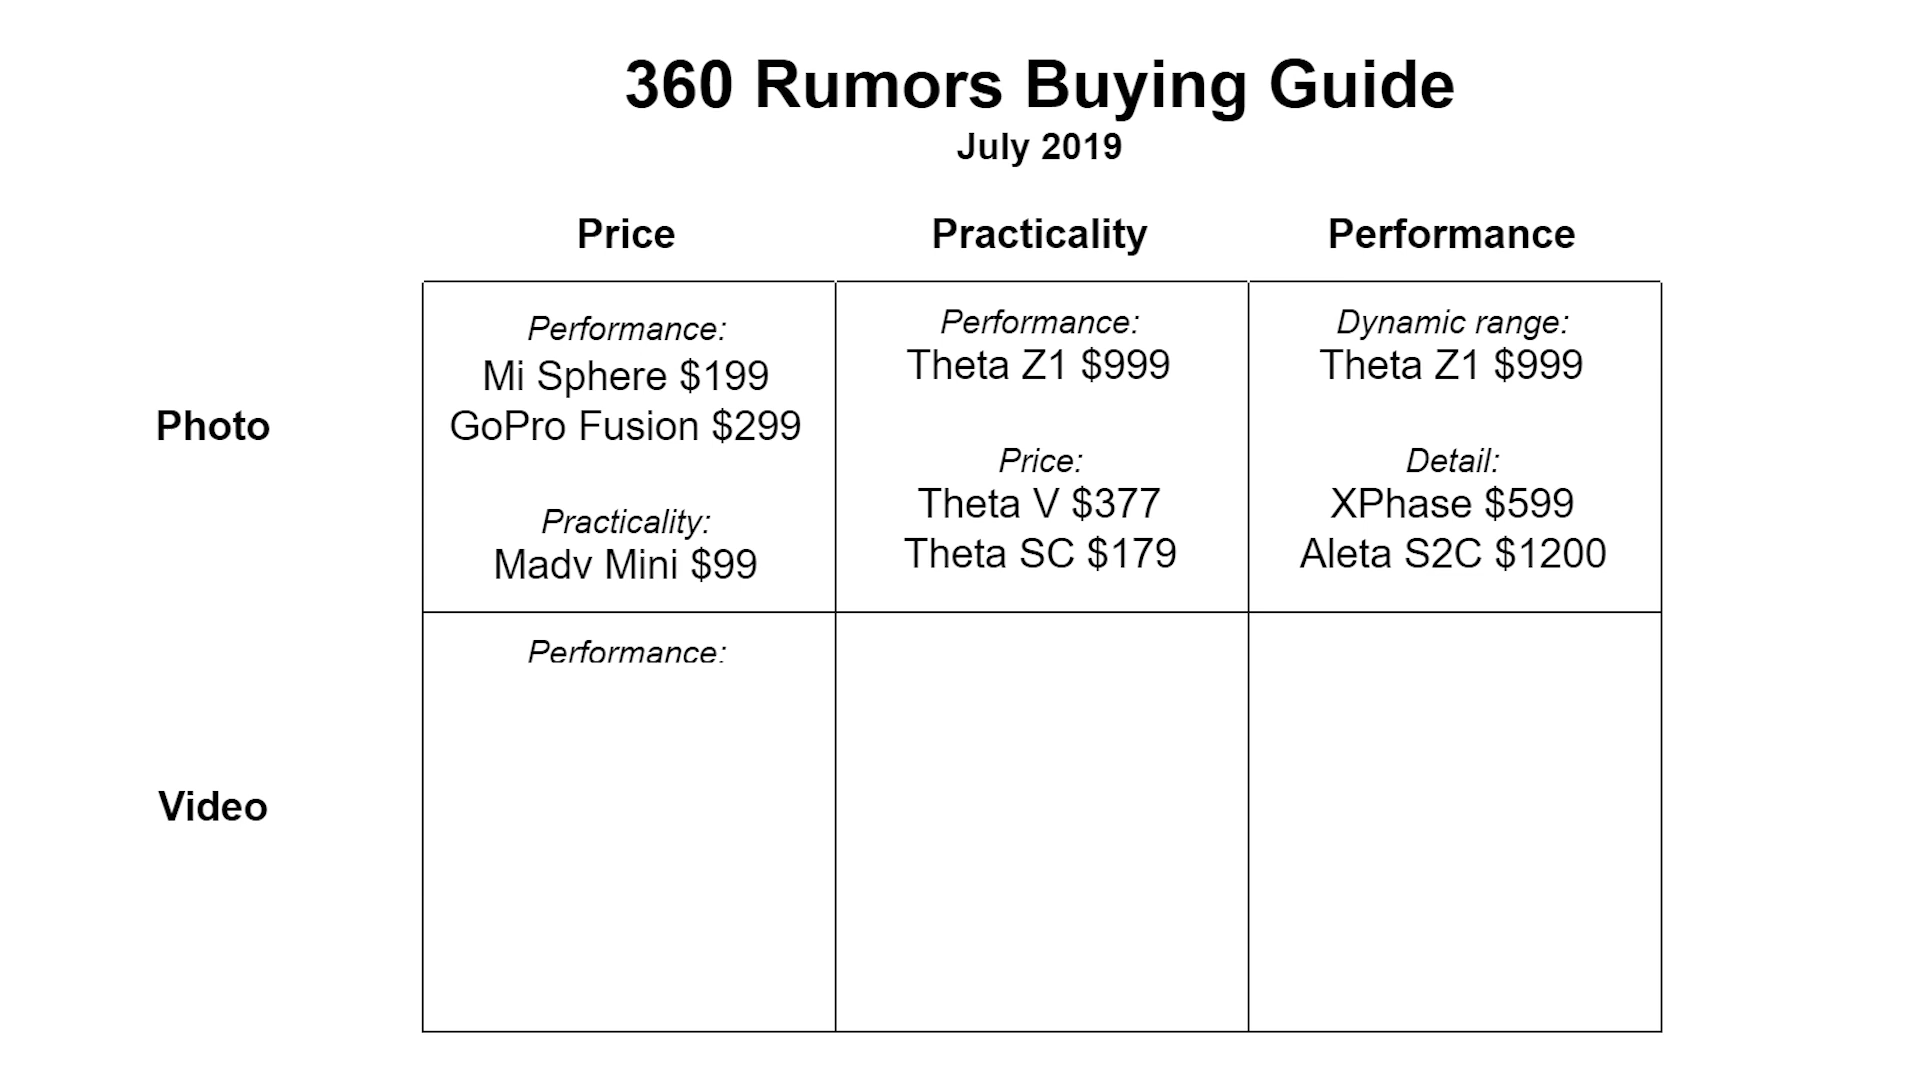 360 Rumors Buying Guide
July 2019
Price
Practicality
Performance
Photo
Performance:
Mi Sphere $199
GoPro Fusion $299
Practicality:
Madv Mini $99
Performance:
Theta Z1 $999
Price:
Theta V $377
Theta SC $179
Dynamic range:
Theta Z1 $999
Detail:
XPhase $599
Aleta S2C $1200
Video
Performance: